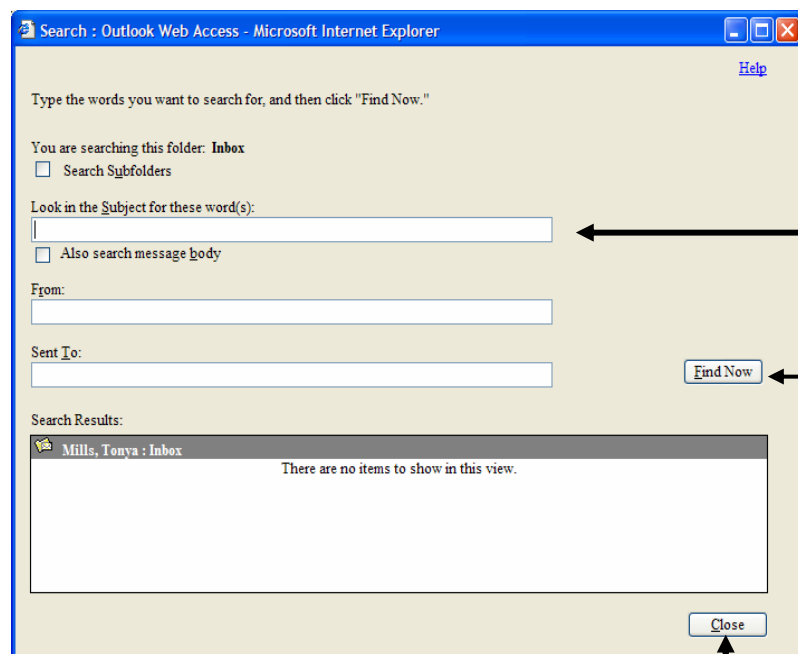 Search : Outlook Web Access - Microsoft Internet Explorer
Help
Type the words you want to search for, and then click "Find Now."
You are searching this folder: Inbox
Search Subfolders
Look in the Subject for these word(s):
Also search message body
From:
Sent To:
Find Now
Search Results:
Mills, Tonya : Inbox
There are no items to show in this view.
Close